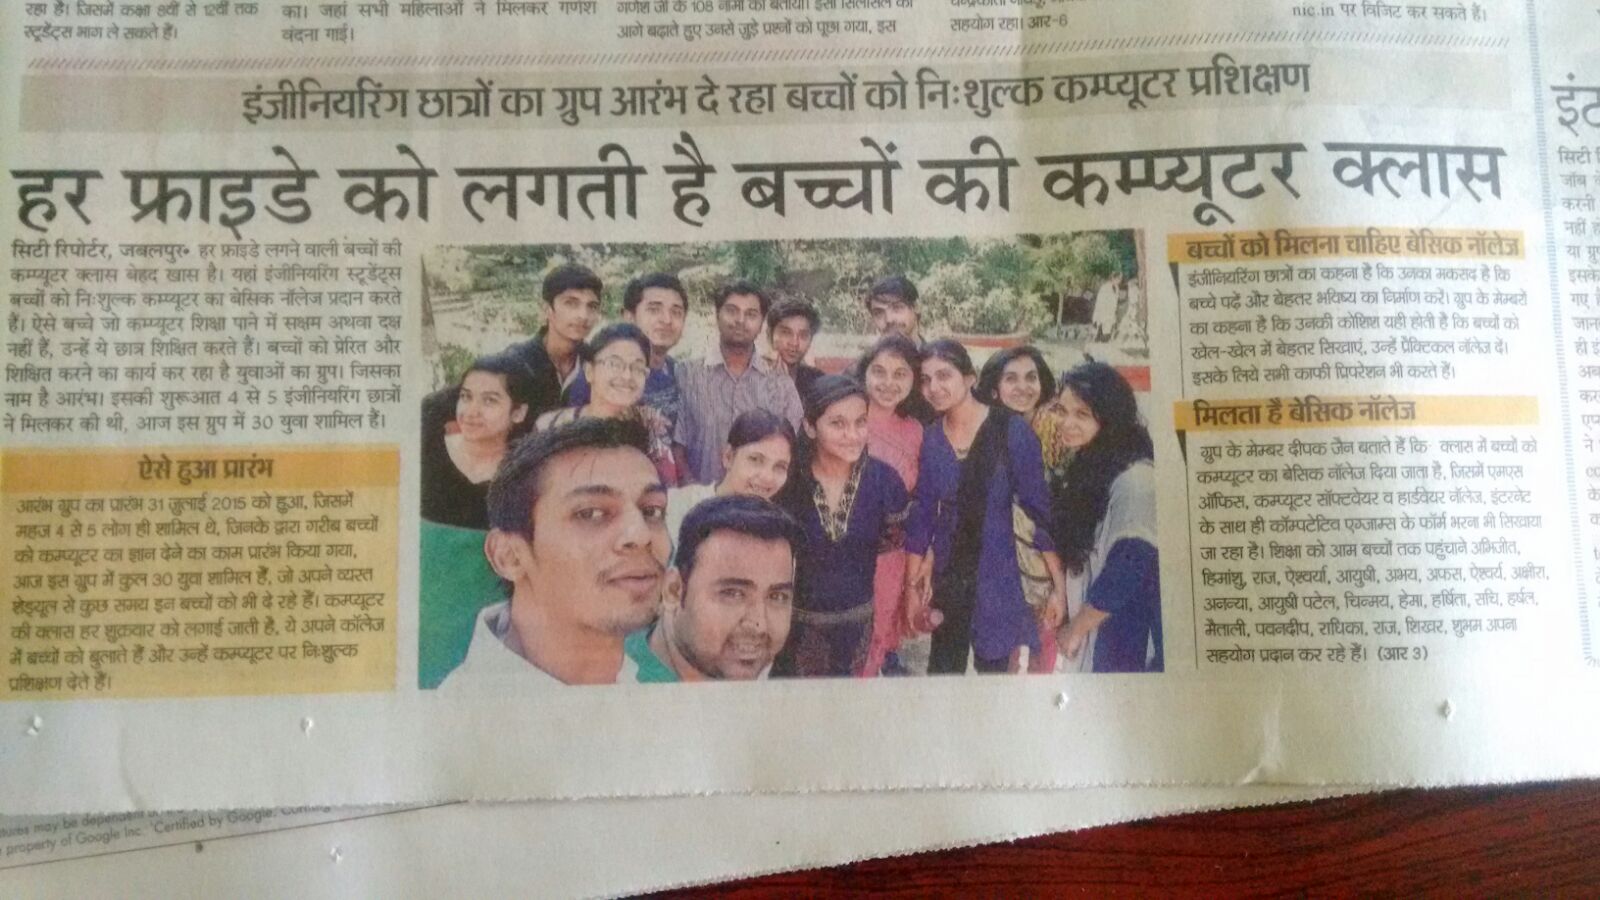 रहा है। जिसमें कक्षा 8वीं से 12वीं तक
स्टूडेंट्स भाग ले सकते हैं।
का। जहां सभी महिलाओं ने मिलकर गणेश
वंदना गाई।
गणेश जी के 108 नामों को बताया। इसी सिलसिले को
आगे बढ़ाते हुए उनसे जुड़े प्रश्नों को पूछा गया, इस
सहयोग रहा। आर-6
nic.in पर विजिट कर सकते हैं।
इंजीनियरिंग छात्रों का ग्रुप आरंभ दे रहा बच्चों को निःशुल्क कम्प्यूटर प्रशिक्षण
हर फ्राइडे को लगती है बच्चों की कम्प्यूटर क्लास
सिटी रिपोर्टर, जबलपुर• हर फ्राइडे लगने वाली बच्चों की
कम्प्यूटर क्लास बेहद खास है। यहां इंजीनियरिंग स्टूडेंट्स
बच्चों को निःशुल्क कम्प्यूटर का बेसिक नॉलेज प्रदान करते
हैं। ऐसे बच्चे जो कम्प्यूटर शिक्षा पाने में सक्षम अथवा दक्ष
नहीं हैं, उन्हें ये छात्र शिक्षित करते हैं। बच्चों को प्रेरित और
शिक्षित करने का कार्य कर रहा है युवाओं का ग्रुप। जिसका
नाम है आरंभ। इसकी शुरूआत 4 से 5 इंजीनियरिंग छात्रों
ने मिलकर की थी, आज इस ग्रुप में 30 युवा शामिल हैं।
ऐसे हुआ प्रारंभ
आरंभ ग्रुप का प्रारंभ 31 जुलाई 2015 को हुआ, जिसमें
महज 4 से 5 लोग ही शामिल थे, जिनके द्वारा गरीब बच्चों
को कम्प्यूटर का ज्ञान देने का काम प्रारंभ किया गया,
आज इस ग्रुप में कुल 30 युवा शामिल हैं, जो अपने व्यस्त
शेड्यूल से कुछ समय इन बच्चों को भी दे रहे हैं। कम्प्यूटर
की क्लास हर शुक्रवार को लगाई जाती है, ये अपने कॉलेज
में बच्चों को बुलाते हैं और उन्हें कम्प्यूटर पर निःशुल्क
प्रशिक्षण देते हैं।
बच्चों को मिलना चाहिए बेसिक नॉलेज
इंजीनियरिंग छात्रों का कहना है कि उनका मकसद है कि
बच्चे पढ़ें और बेहतर भविष्य का निर्माण करें। ग्रुप के मेम्बरों
का कहना है कि उनकी कोशिश यही होती है कि बच्चों को
खेल-खेल में बेहतर सिखाएं, उन्हें प्रैक्टिकल नॉलेज दें।
इसके लिये सभी काफी प्रिपरेशन भी करते हैं।
मिलता है बेसिक नॉलेज
ग्रुप के मेम्बर दीपक जैन बताते हैं कि क्लास में बच्चों को
कम्प्यूटर का बेसिक नॉलेज दिया जाता है, जिसमें एमएस
ऑफिस, कम्प्यूटर सॉफ्टवेयर व हार्डवेयर नॉलेज, इंटरनेट
के साथ ही कॉम्पटेटिव एग्जाम्स के फॉर्म भरना भी सिखाया
जा रहा है। शिक्षा को आम बच्चों तक पहुंचाने अभिजीत,
हिमांशु, राज, ऐश्वर्या, आयुषी, अभय, अफस, ऐश्वर्य, अक्षीरा,
अनन्या, आयुषी पटेल, चिन्मय, हेमा, हर्षिता, सचि, हर्षल,
मैताली, पवनदीप, राधिका, राज, शिखर, शुभम अपना
सहयोग प्रदान कर रहे हैं। (आर 3)
सिटी
जॉब
करनी
नहीं
या ग्रुप
इसके
गए
जान
ही
अब
ने
may be dependent
property of Google Inc. 'Certified by Google.